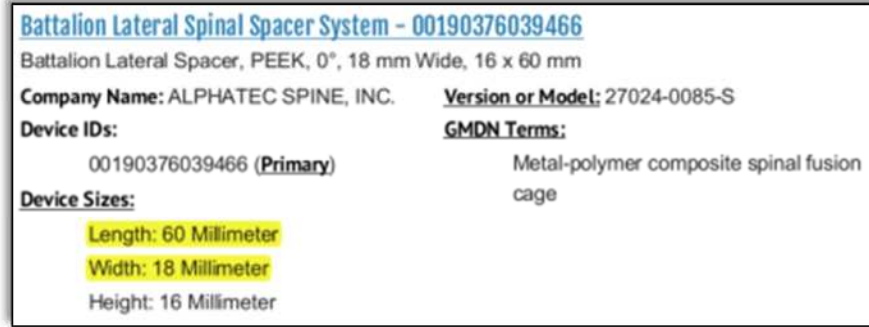 Battalion Lateral Spinal Spacer System - 00190376039466
Battalion Lateral Spacer, PEEK, 0°, 18 mm Wide, 16 x 60 mm
Company Name: ALPHATEC SPINE, INC. Version or Model: 27024-0085-S
Device IDs: GMDN Terms:
00190376039466 (Primary) Metal-polymer composite spinal fusion
cage
Device Sizes:
Length: 60 Millimeter
Width: 18 Millimeter
Height: 16 Millimeter